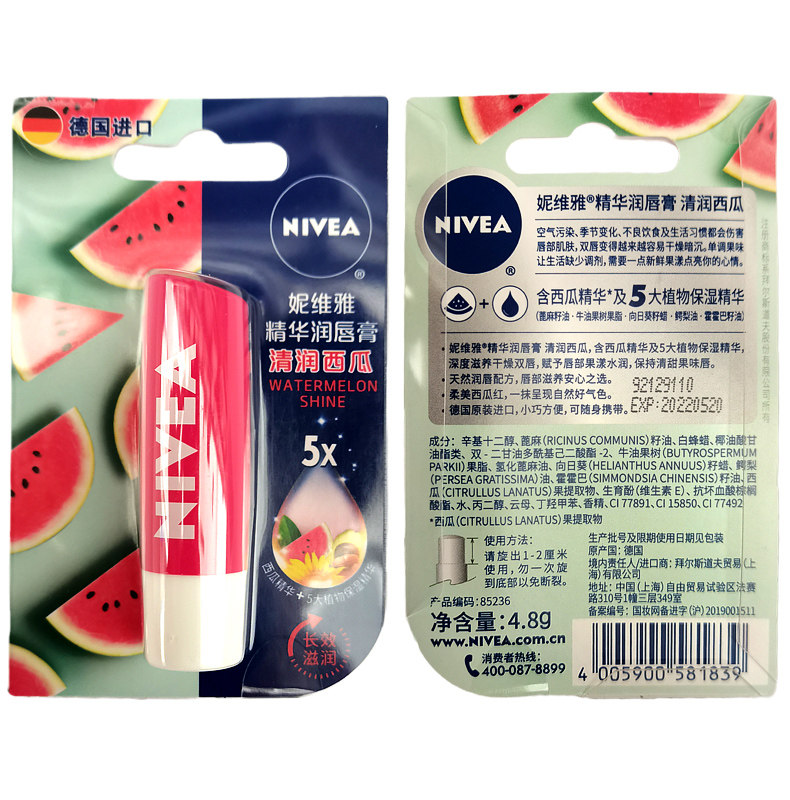 德国进口
NIVEA
®
妮维雅
精华润唇膏
清润西瓜
WATERMELON
SHINE
5x
NIVEA
西瓜精华+5大植物保湿精华
长效
滋润
NIVEA
®
妮维雅®精华润唇膏 清润西瓜
空气污染、季节变化、不良饮食及生活习惯都会伤害
唇部肌肤，双唇变得越来越容易干燥暗沉。单调果味
让生活缺少调剂，需要一点新鲜果漾点亮你的心情。
+
含西瓜精华*及5大植物保湿精华
(蓖麻籽油·牛油果树果脂·向日葵籽蜡·鳄梨油·霍霍巴籽油)
·妮维雅®精华润唇膏 清润西瓜，含西瓜精华及5大植物保湿精华，
深度滋养干燥双唇，赋予唇部果漾水润，保持清甜果味唇。
·天然润唇配方，唇部滋养安心之选。
·柔美西瓜红，一抹呈现自然好气色。
·德国原装进口，小巧方便，可随身携带。
92129110
EXP:20220520
注册商标系拜尔斯道夫股份有限公司所有
成分：辛基十二醇、蓖麻(RICINUS COMMUNIS)籽油、白蜂蜡、椰油酸甘
油酯类、双-二甘油多酰基己二酸酯-2、牛油果树(BUTYROSPERMUM
PARKII)果脂、氢化蓖麻油、向日葵(HELIANTHUS ANNUUS)籽蜡、鳄梨
(PERSEA GRATISSIMA)油、霍霍巴(SIMMONDSIA CHINENSIS)籽油、西
瓜(CITRULLUS LANATUS)果提取物、生育酚(维生素E)、抗坏血酸棕榈
酸酯、水、丙二醇、云母、丁羟甲苯、香精、CI 77891、CI 15850、CI 77492
*西瓜(CITRULLUS LANATUS)果提取物
使用方法：
请旋出1-2厘米
使用，勿一次旋
到底部以免断裂。
产品编码：85236
净含量：4.8g
www.NIVEA.com.cn
消费者热线：
400-087-8899
生产批号及限期使用日期见包装
原产国：德国
境内责任人/进口商：拜尔斯道夫贸易(上
海)有限公司
地址：中国(上海)自由贸易试验区法赛
路310号1幢三层349室
备案编号：国妆网备进字(沪)2019001511
4 005900 581839